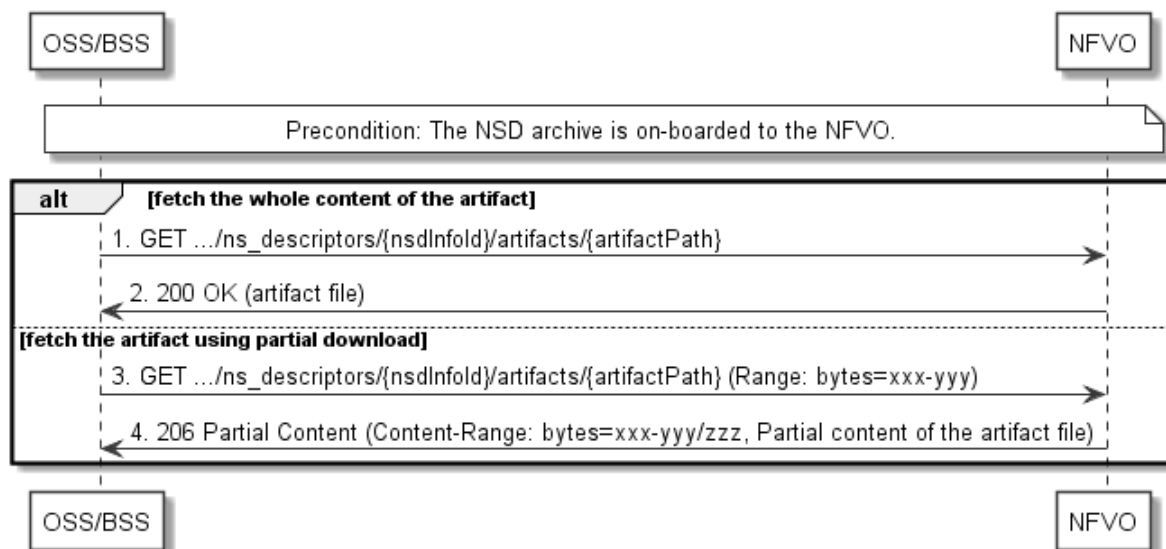 OSS/BSS
NFVO
Precondition: The NSD archive is on-boarded to the NFVO.
alt
[fetch the whole content of the artifact]
1. GET .../ns_descriptors/{nsdInfoId}/artifacts/{artifactPath}
2. 200 OK (artifact file)
[fetch the artifact using partial download]
3. GET .../ns_descriptors/{nsdInfoId}/artifacts/{artifactPath} (Range: bytes=xxx-yyy)
4. 206 Partial Content (Content-Range: bytes=xxx-yyy/zzz, Partial content of the artifact file)
OSS/BSS
NFVO